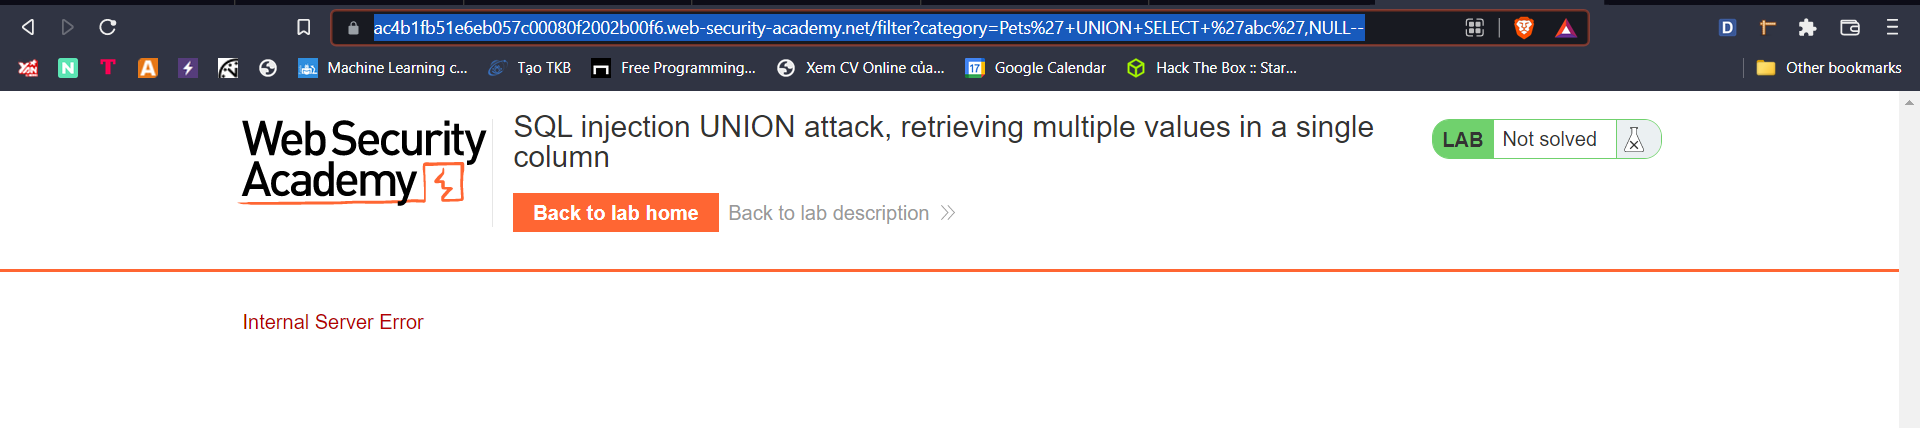 ac4b1fb51e6eb057c00080f2002b00f6.web-security-academy.net/filter?category=Pets%27+UNION+SELECT+%27abc%27,NULL--
D
YAN N T A Machine Learning c... Tạo TKB Free Programming... Xem CV Online của... 17 Google Calendar Hack The Box :: Star... Other bookmarks
Web Security
Academy
SQL injection UNION attack, retrieving multiple values in a single
column
LAB Not solved
Back to lab home Back to lab description
Internal Server Error